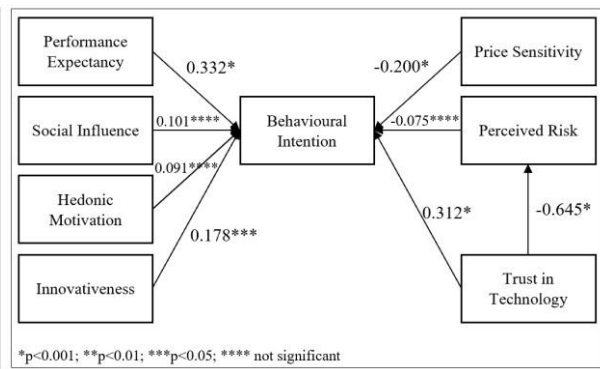 Performance
Expectancy
0.332*
Social Influence
0.101****
Hedonic
Motivation
0.091****
Innovativeness
0.178***
Behavioural
Intention
Price Sensitivity
-0.200*
Perceived Risk
-0.075****
-0.645*
Trust in
Technology
0.312*
*p<0.001; **p<0.01; ***p<0.05; **** not significant